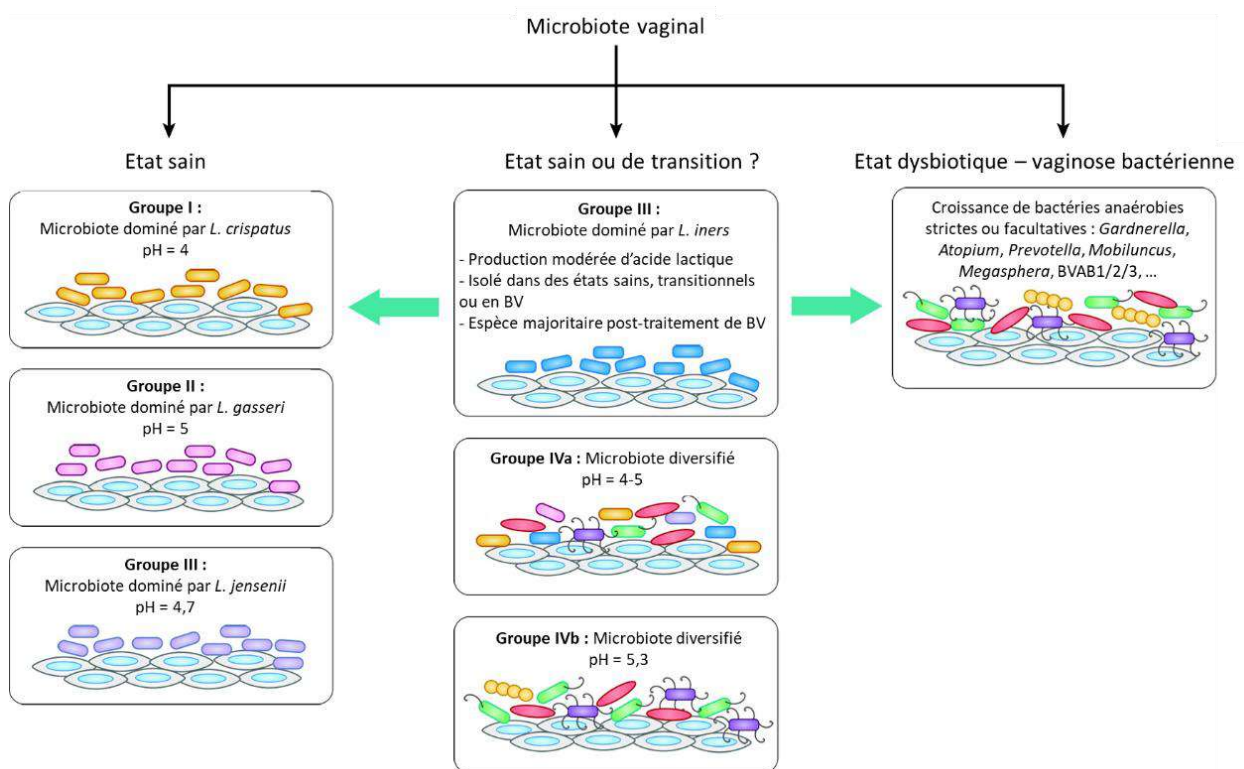 Microbiote vaginal
Etat sain
Groupe I :
Microbiote dominé par L. crispatus
pH = 4
Groupe II :
Microbiote dominé par L. gasseri
pH = 5
Groupe III :
Microbiote dominé par L. jensenii
pH = 4,7
Etat sain ou de transition ?
Groupe III :
Microbiote dominé par L. iners
- Production modérée d'acide lactique
- Isolé dans des états sains, transitionnels
ou en BV
- Espèce majoritaire post-traitement de BV
Groupe IVa : Microbiote diversifié
pH = 4-5
Groupe IVb : Microbiote diversifié
pH = 5,3
Etat dysbiotique – vaginose bactérienne
Croissance de bactéries anaérobies
strictes ou facultatives : Gardnerella,
Atopium, Prevotella, Mobiluncus,
Megasphera, BVAB1/2/3, ...